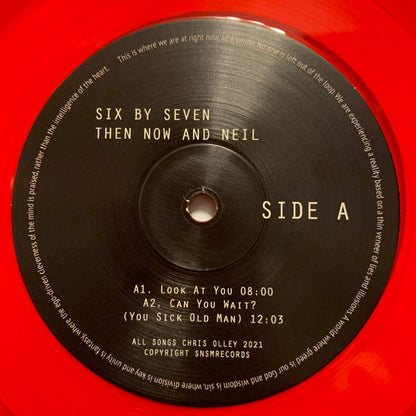 This is where we are at right now as a whole. No one is left out of the loop. We are experiencing a reality based on a thin veneer of lies and illusions. A world where greed is our God and wisdom is sin, where division is key and unity is fantasy, where the ego-driven cleverness of the mind is praised, rather than the intelligence of the heart.
SIX BY SEVEN
THEN NOW AND NEIL
SIDE A
A1. Look At You 08:00
A2. Can You Wait?
(You Sick Old Man) 12:03
ALL SONGS CHRIS OLLEY 2021
COPYRIGHT SNSMRECORDS